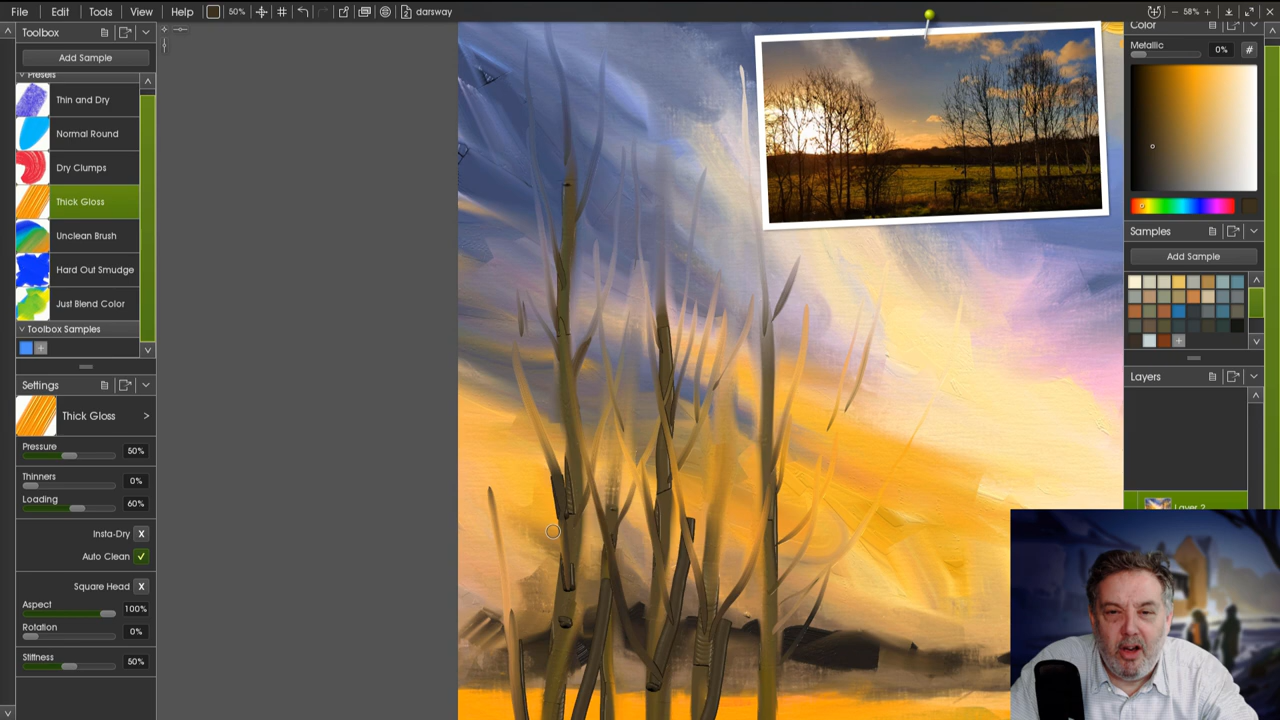 File Edit Tools View Help 50% darsway 58%
Toolbox
Add Sample
Presets
Thin and Dry
Normal Round
Dry Clumps
Thick Gloss
Unclean Brush
Hard Out Smudge
Just Blend Color
Toolbox Samples
Settings
Thick Gloss >
Pressure 50%
Thinners 0%
Loading 60%
Insta-Dry X
Auto Clean ✓
Square Head X
Aspect 100%
Rotation 0%
Stiffness 50%
Color
Metallic 0% #
Samples
Add Sample
Layers
Layer 2